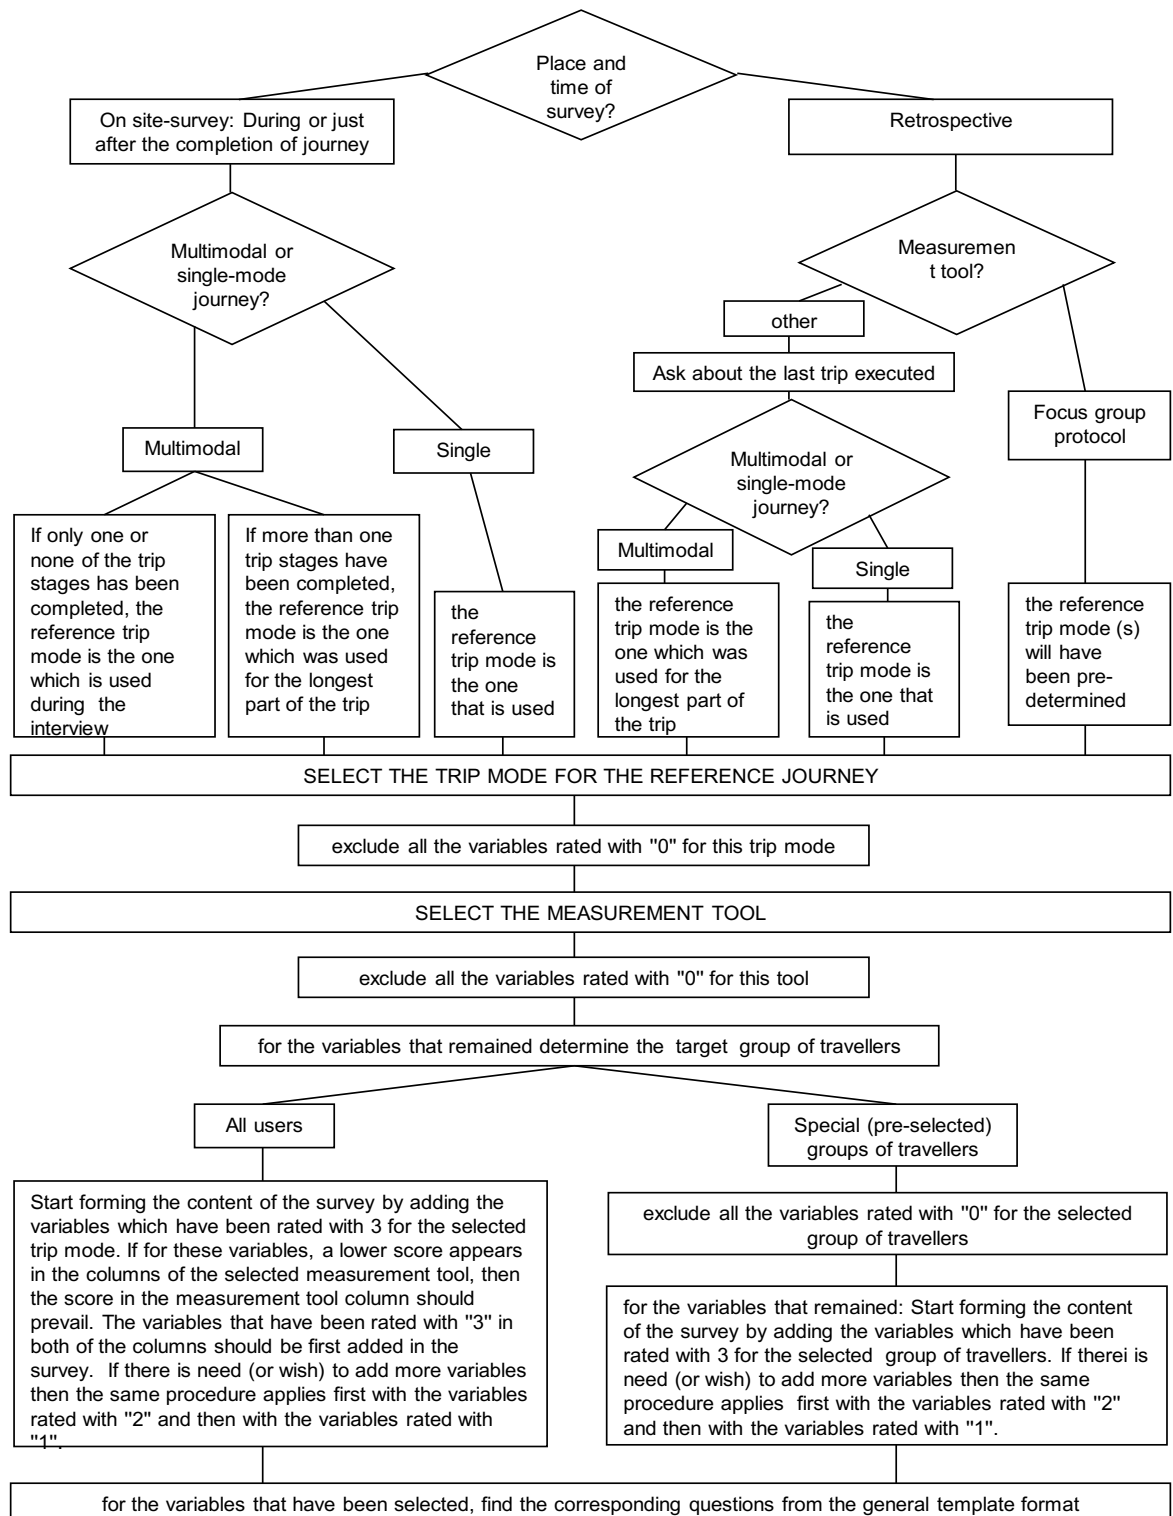 Place and
time of
survey?
On site-survey: During or just
after the completion of journey
Retrospective
Multimodal or
single-mode
journey?
Measuremen
t tool?
other
Ask about the last trip executed
Focus group
protocol
Multimodal
Single
Multimodal or
single-mode
journey?
Multimodal
Single
If only one or
none of the trip
stages has been
completed, the
reference trip
mode is the one
which is used
during the
interview
If more than one
trip stages have
been completed,
the reference trip
mode is the one
which was used
for the longest
part of the trip
the
reference
trip mode is
the one
that is used
the reference
trip mode is the
one which was
used for the
longest part of
the trip
the
reference
trip mode is
the one that
is used
the reference
trip mode (s)
will have
been pre-
determined
SELECT THE TRIP MODE FOR THE REFERENCE JOURNEY
exclude all the variables rated with "0" for this trip mode
SELECT THE MEASUREMENT TOOL
exclude all the variables rated with "0" for this tool
for the variables that remained determine the target group of travellers
All users
Special (pre-selected)
groups of travellers
Start forming the content of the survey by adding the
variables which have been rated with 3 for the selected
trip mode. If for these variables, a lower score appears
in the columns of the selected measurement tool, then
the score in the measurement tool column should
prevail. The variables that have been rated with "3" in
both of the columns should be first added in the
survey. If there is need (or wish) to add more variables
then the same procedure applies first with the variables
rated with "2" and then with the variables rated with
"1".
exclude all the variables rated with "0" for the selected
group of travellers
for the variables that remained: Start forming the content
of the survey by adding the variables which have been
rated with 3 for the selected group of travellers. If therei is
need (or wish) to add more variables then the same
procedure applies first with the variables rated with "2"
and then with the variables rated with "1".
for the variables that have been selected, find the corresponding questions from the general template format